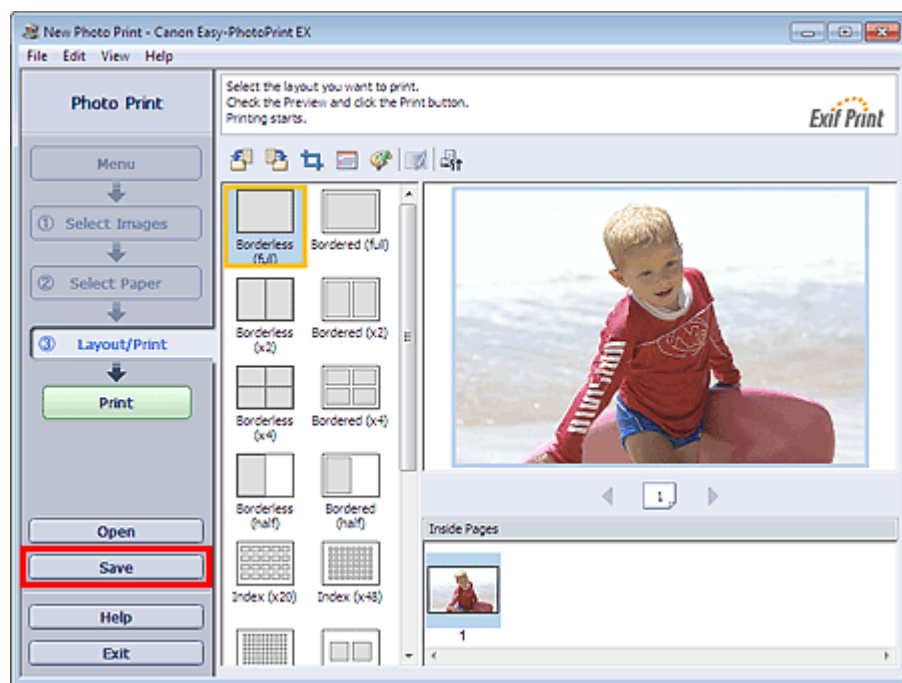 New Photo Print - Canon Easy-PhotoPrint EX
File Edit View Help
Photo Print
Select the layout you want to print.
Check the Preview and click the Print button.
Printing starts.
Exif Print
Menu
① Select Images
② Select Paper
③ Layout/Print
Print
Open
Save
Help
Exit
Borderless (full)
Bordered (full)
Borderless (x2)
Bordered (x2)
Borderless (x4)
Bordered (x4)
Borderless (half)
Bordered (half)
Index (x20)
Index (x48)
1
Inside Pages
1